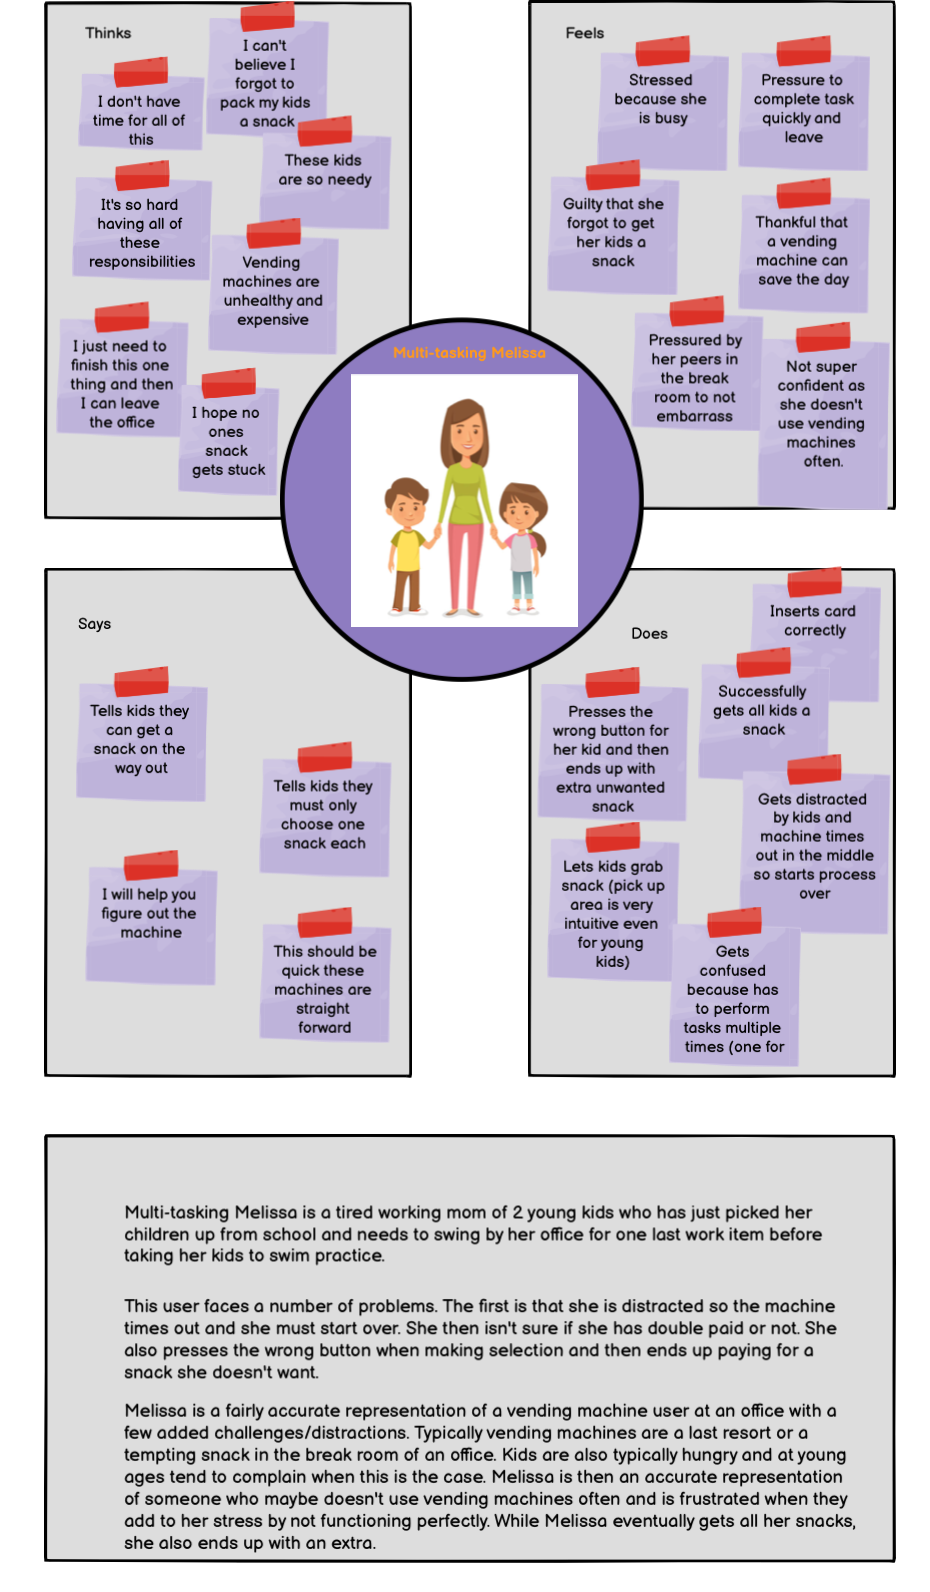 Thinks
I can't
believe I
forgot to
pack my kids
a snack
I don't have
time for all of
this
These kids
are so needy
It's so hard
having all of
these
responsibilities
Vending
machines are
unhealthy and
expensive
I just need to
finish this one
thing and then
I can leave
the office
I hope no
ones
snack
gets stuck
Feels
Stressed
because she
is busy
Pressure to
complete task
quickly and
leave
Guilty that she
forgot to get
her kids a
snack
Thankful that
a vending
machine can
save the day
Pressured by
her peers in
the break
room to not
embarrass
Not super
confident as
she doesn't
use vending
machines
often.
Multi-tasking Melissa
Says
Tells kids they
can get a
snack on the
way out
Tells kids they
must only
choose one
snack each
I will help you
figure out the
machine
This should be
quick these
machines are
straight
forward
Does
Inserts card
correctly
Successfully
gets all kids a
snack
Presses the
wrong button for
her kid and then
ends up with
extra unwanted
snack
Gets distracted
by kids and
machine times
out in the middle
so starts process
over
Lets kids grab
snack (pick up
area is very
intuitive even
for young
kids)
Gets
confused
because has
to perform
tasks multiple
times (one for
Multi-tasking Melissa is a tired working mom of 2 young kids who has just picked her
children up from school and needs to swing by her office for one last work item before
taking her kids to swim practice.
This user faces a number of problems. The first is that she is distracted so the machine
times out and she must start over. She then isn't sure if she has double paid or not. She
also presses the wrong button when making selection and then ends up paying for a
snack she doesn't want.
Melissa is a fairly accurate representation of a vending machine user at an office with a
few added challenges/distractions. Typically vending machines are a last resort or a
tempting snack in the break room of an office. Kids are also typically hungry and at young
ages tend to complain when this is the case. Melissa is then an accurate representation
of someone who maybe doesn't use vending machines often and is frustrated when they
add to her stress by not functioning perfectly. While Melissa eventually gets all her snacks,
she also ends up with an extra.